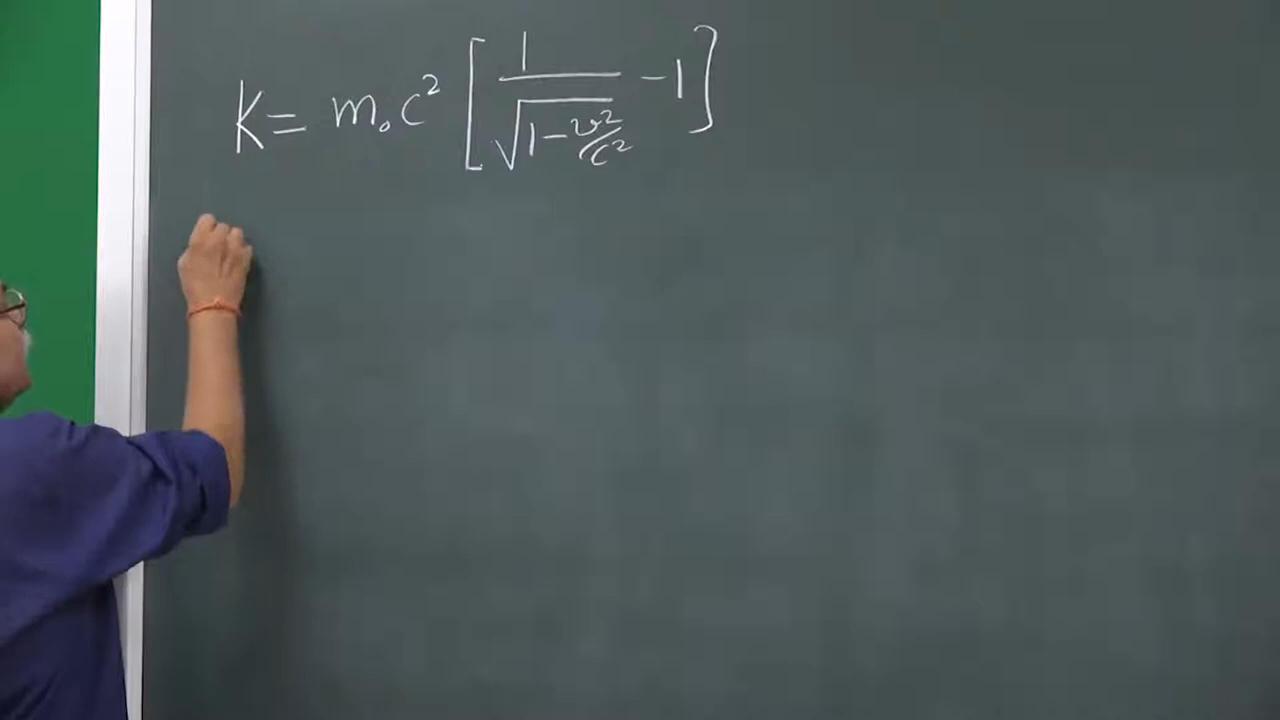 K = m₀c² [ 1 / √(1 - v²/c²) - 1 ]